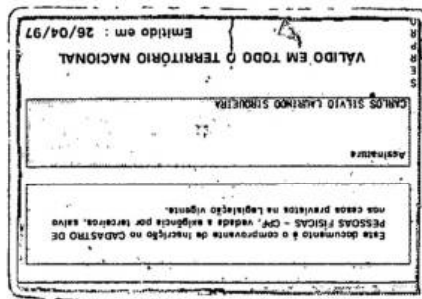 Este documento é o comprovante de inscrição no CADASTRO DE
PESSOAS FÍSICAS - CPF, vedada a exigência por terceiros, salvo
nos casos previstos na Legislação vigente.
Assinatura
CARLOS SILVIO LAURINDO SIRQUEIRA
VÁLIDO EM TODO O TERRITÓRIO NACIONAL
Emitido em : 26/04/97